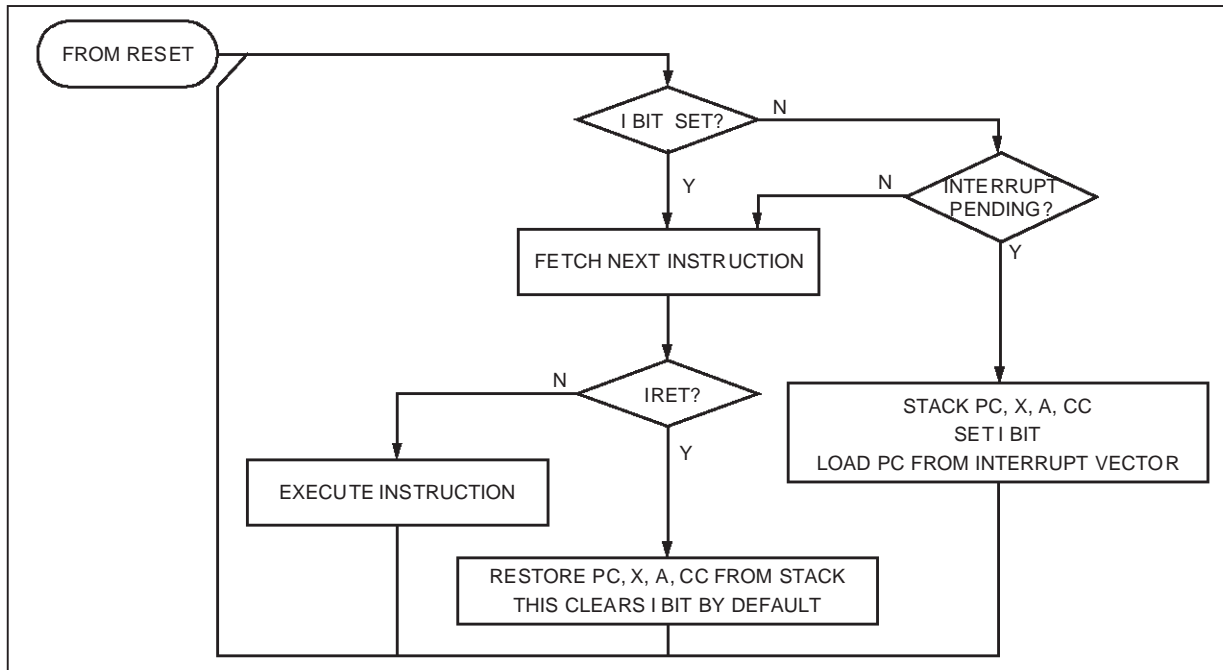 FROM RESET
I BIT SET?
N
Y
INTERRUPT
PENDING?
N
Y
FETCH NEXT INSTRUCTION
IRET?
N
Y
STACK PC, X, A, CC
SET I BIT
LOAD PC FROM INTERRUPT VECTOR
EXECUTE INSTRUCTION
RESTORE PC, X, A, CC FROM STACK
THIS CLEARS I BIT BY DEFAULT